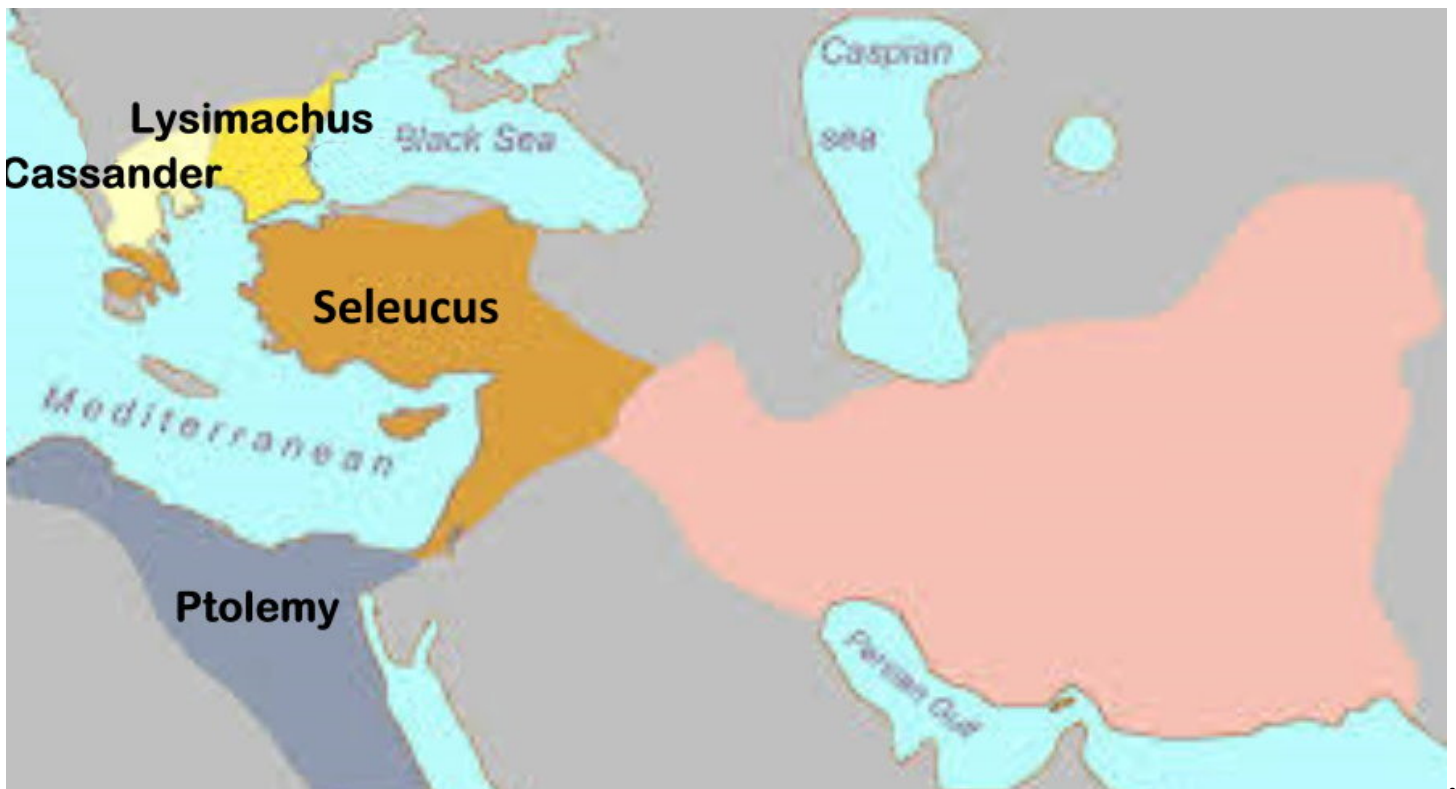 Caspian
sea
Lysimachus
Black Sea
Cassander
Seleucus
Mediterranean
Ptolemy
Persian Gulf